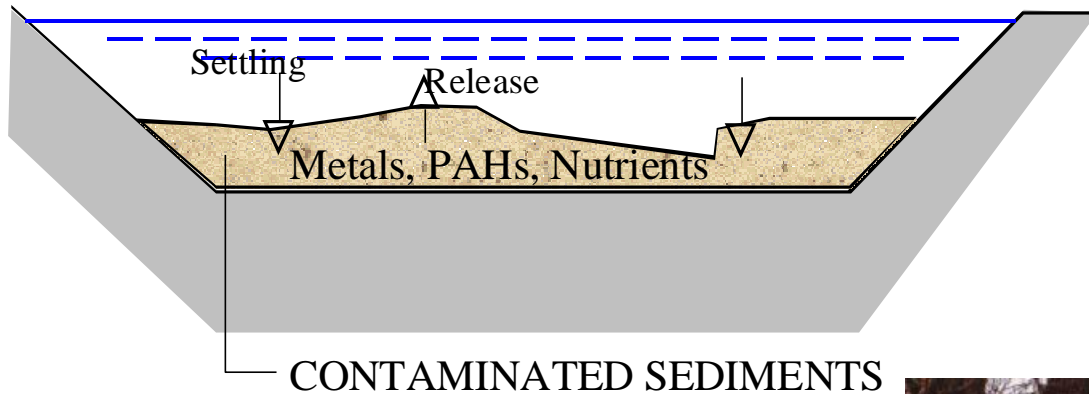 Settling
Release
Metals, PAHs, Nutrients
CONTAMINATED SEDIMENTS